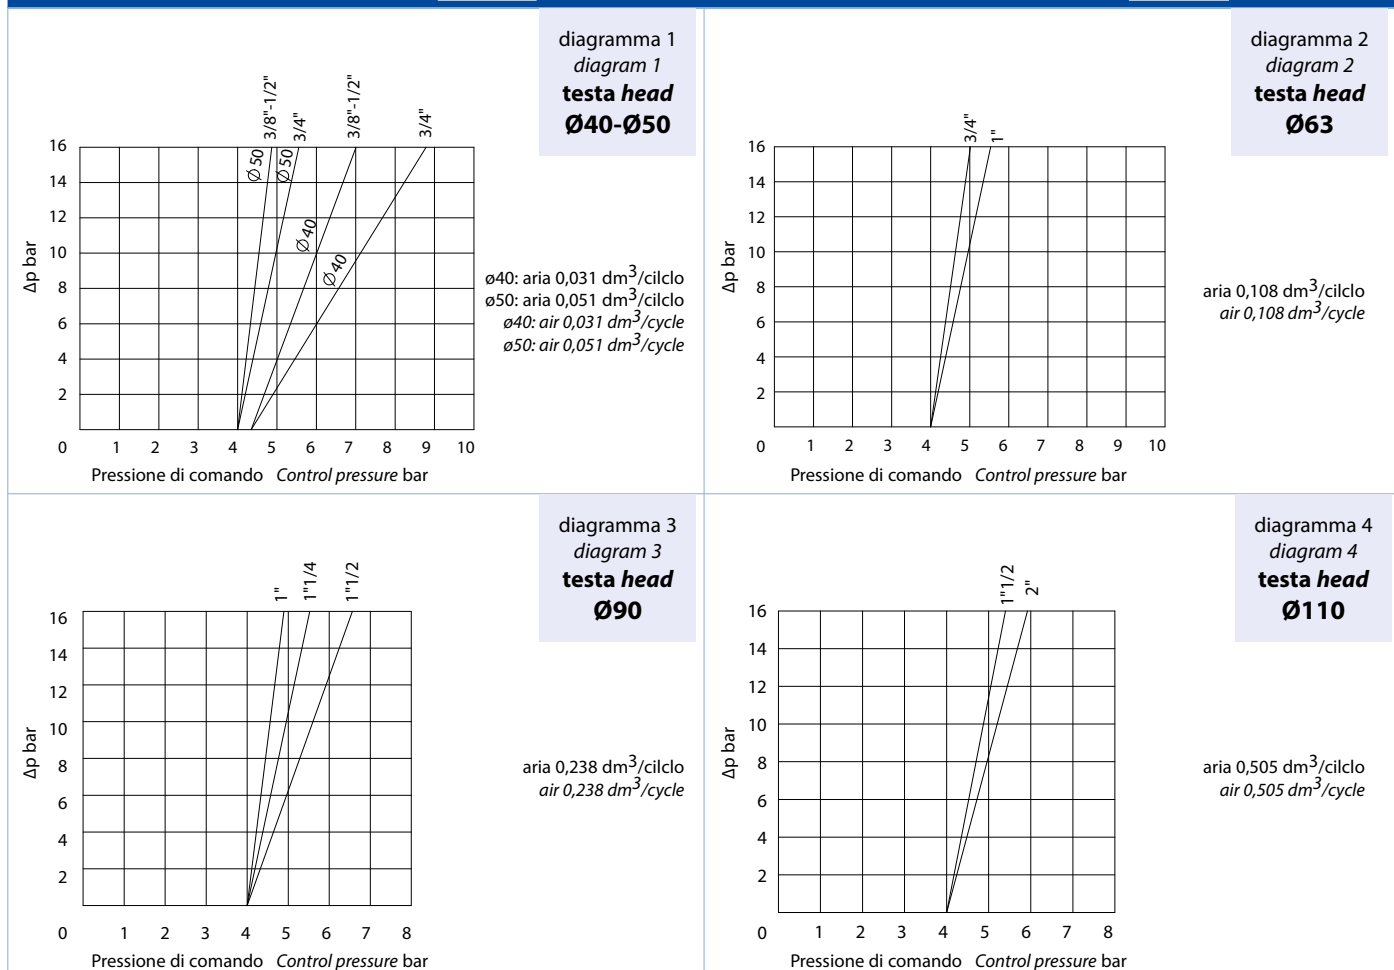 diagramma 1
diagram 1
testa head
Ø40-Ø50
3/8"-1/2"
3/4"
3/8"-1/2"
3/4"
Ø 50
Ø 50
Ø 40
Ø 40
16
14
12
10
8
6
4
2
0 1 2 3 4 5 6 7 8 9 10
Δp bar
Pressione di comando Control pressure bar
ø40: aria 0,031 dm³/cilclo
ø50: aria 0,051 dm³/cilclo
ø40: air 0,031 dm³/cycle
ø50: air 0,051 dm³/cycle
diagramma 2
diagram 2
testa head
Ø63
3/4"
1"
16
14
12
10
8
6
4
2
0 1 2 3 4 5 6 7 8 9 10
Δp bar
Pressione di comando Control pressure bar
aria 0,108 dm³/cilclo
air 0,108 dm³/cycle
diagramma 3
diagram 3
testa head
Ø90
1"
1"1/4
1"1/2
16
14
12
10
8
6
4
2
0 1 2 3 4 5 6 7 8
Δp bar
Pressione di comando Control pressure bar
aria 0,238 dm³/cilclo
air 0,238 dm³/cycle
diagramma 4
diagram 4
testa head
Ø110
1"1/2
2"
16
14
12
10
8
6
4
2
0 1 2 3 4 5 6 7 8
Δp bar
Pressione di comando Control pressure bar
aria 0,505 dm³/cilclo
air 0,505 dm³/cycle